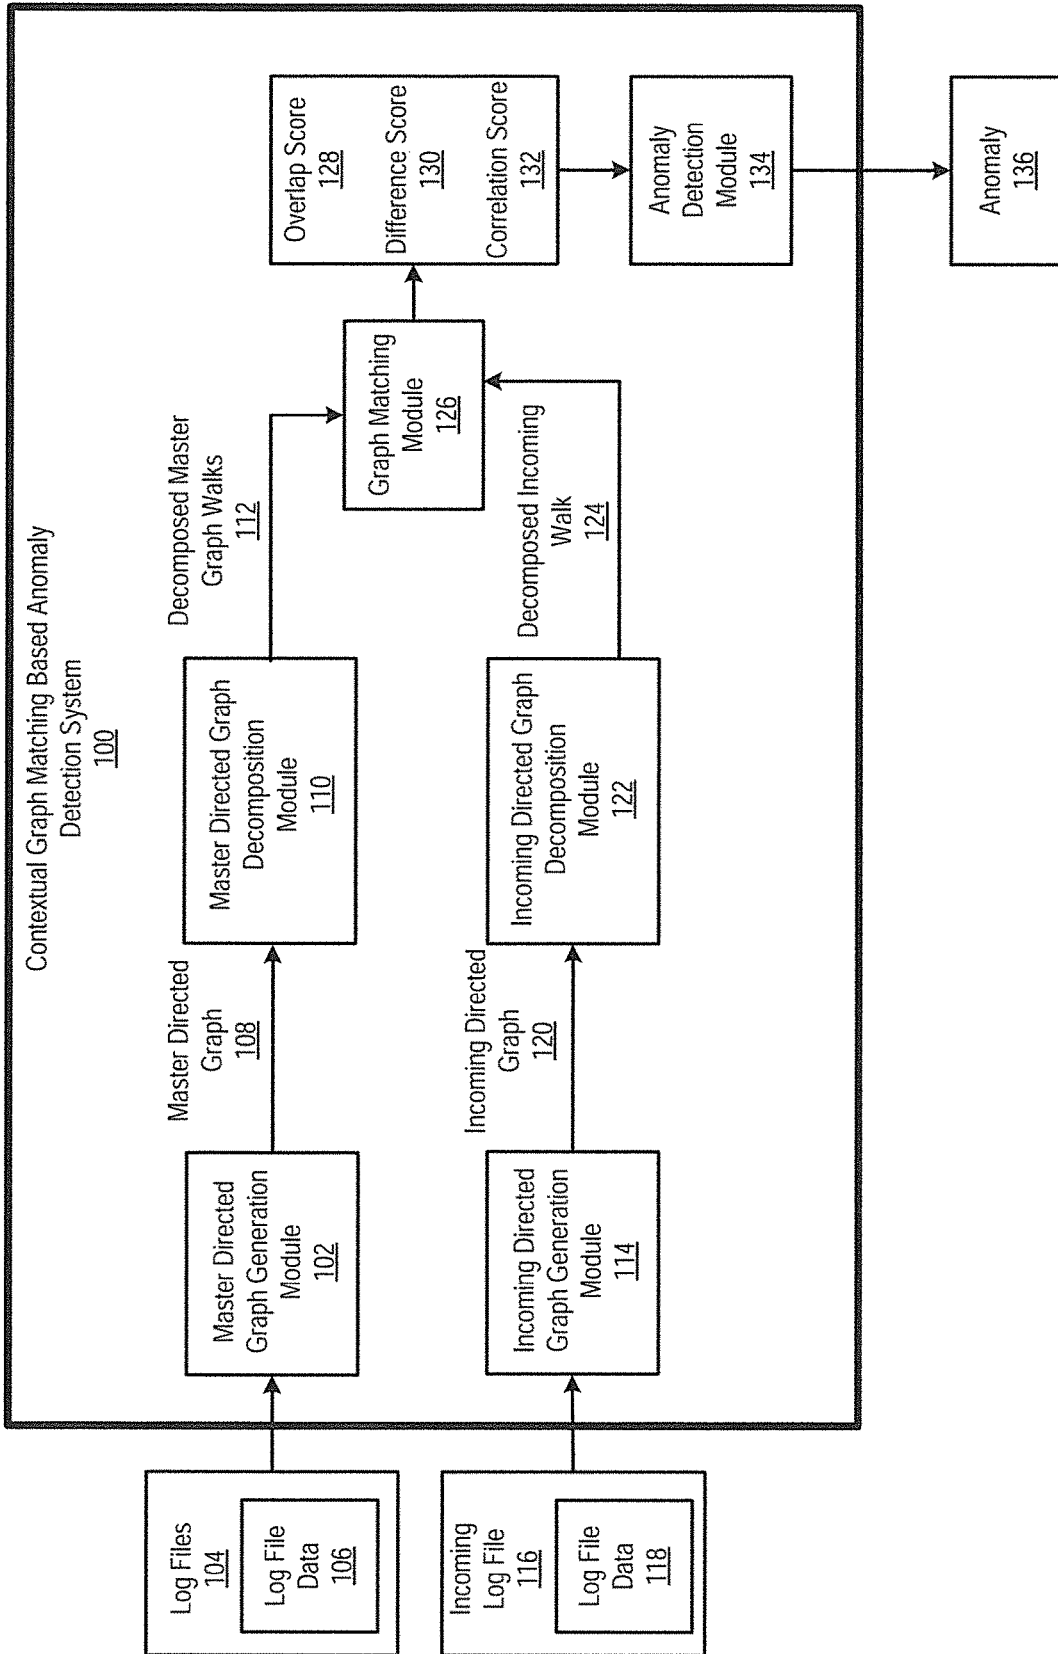 Contextual Graph Matching Based Anomaly
Detection System
100
Log Files
104
Log File
Data
106
Master Directed
Graph Generation
Module
102
Master Directed
Graph
108
Master Directed Graph
Decomposition
Module
110
Decomposed Master
Graph Walks
112
Incoming
Log File
116
Log File
Data
118
Incoming Directed
Graph Generation
Module
114
Incoming Directed
Graph
120
Incoming Directed Graph
Decomposition
Module
122
Decomposed Incoming
Walk
124
Graph Matching
Module
126
Overlap Score
128
Difference Score
130
Correlation Score
132
Anomaly
Detection
Module
134
Anomaly
136